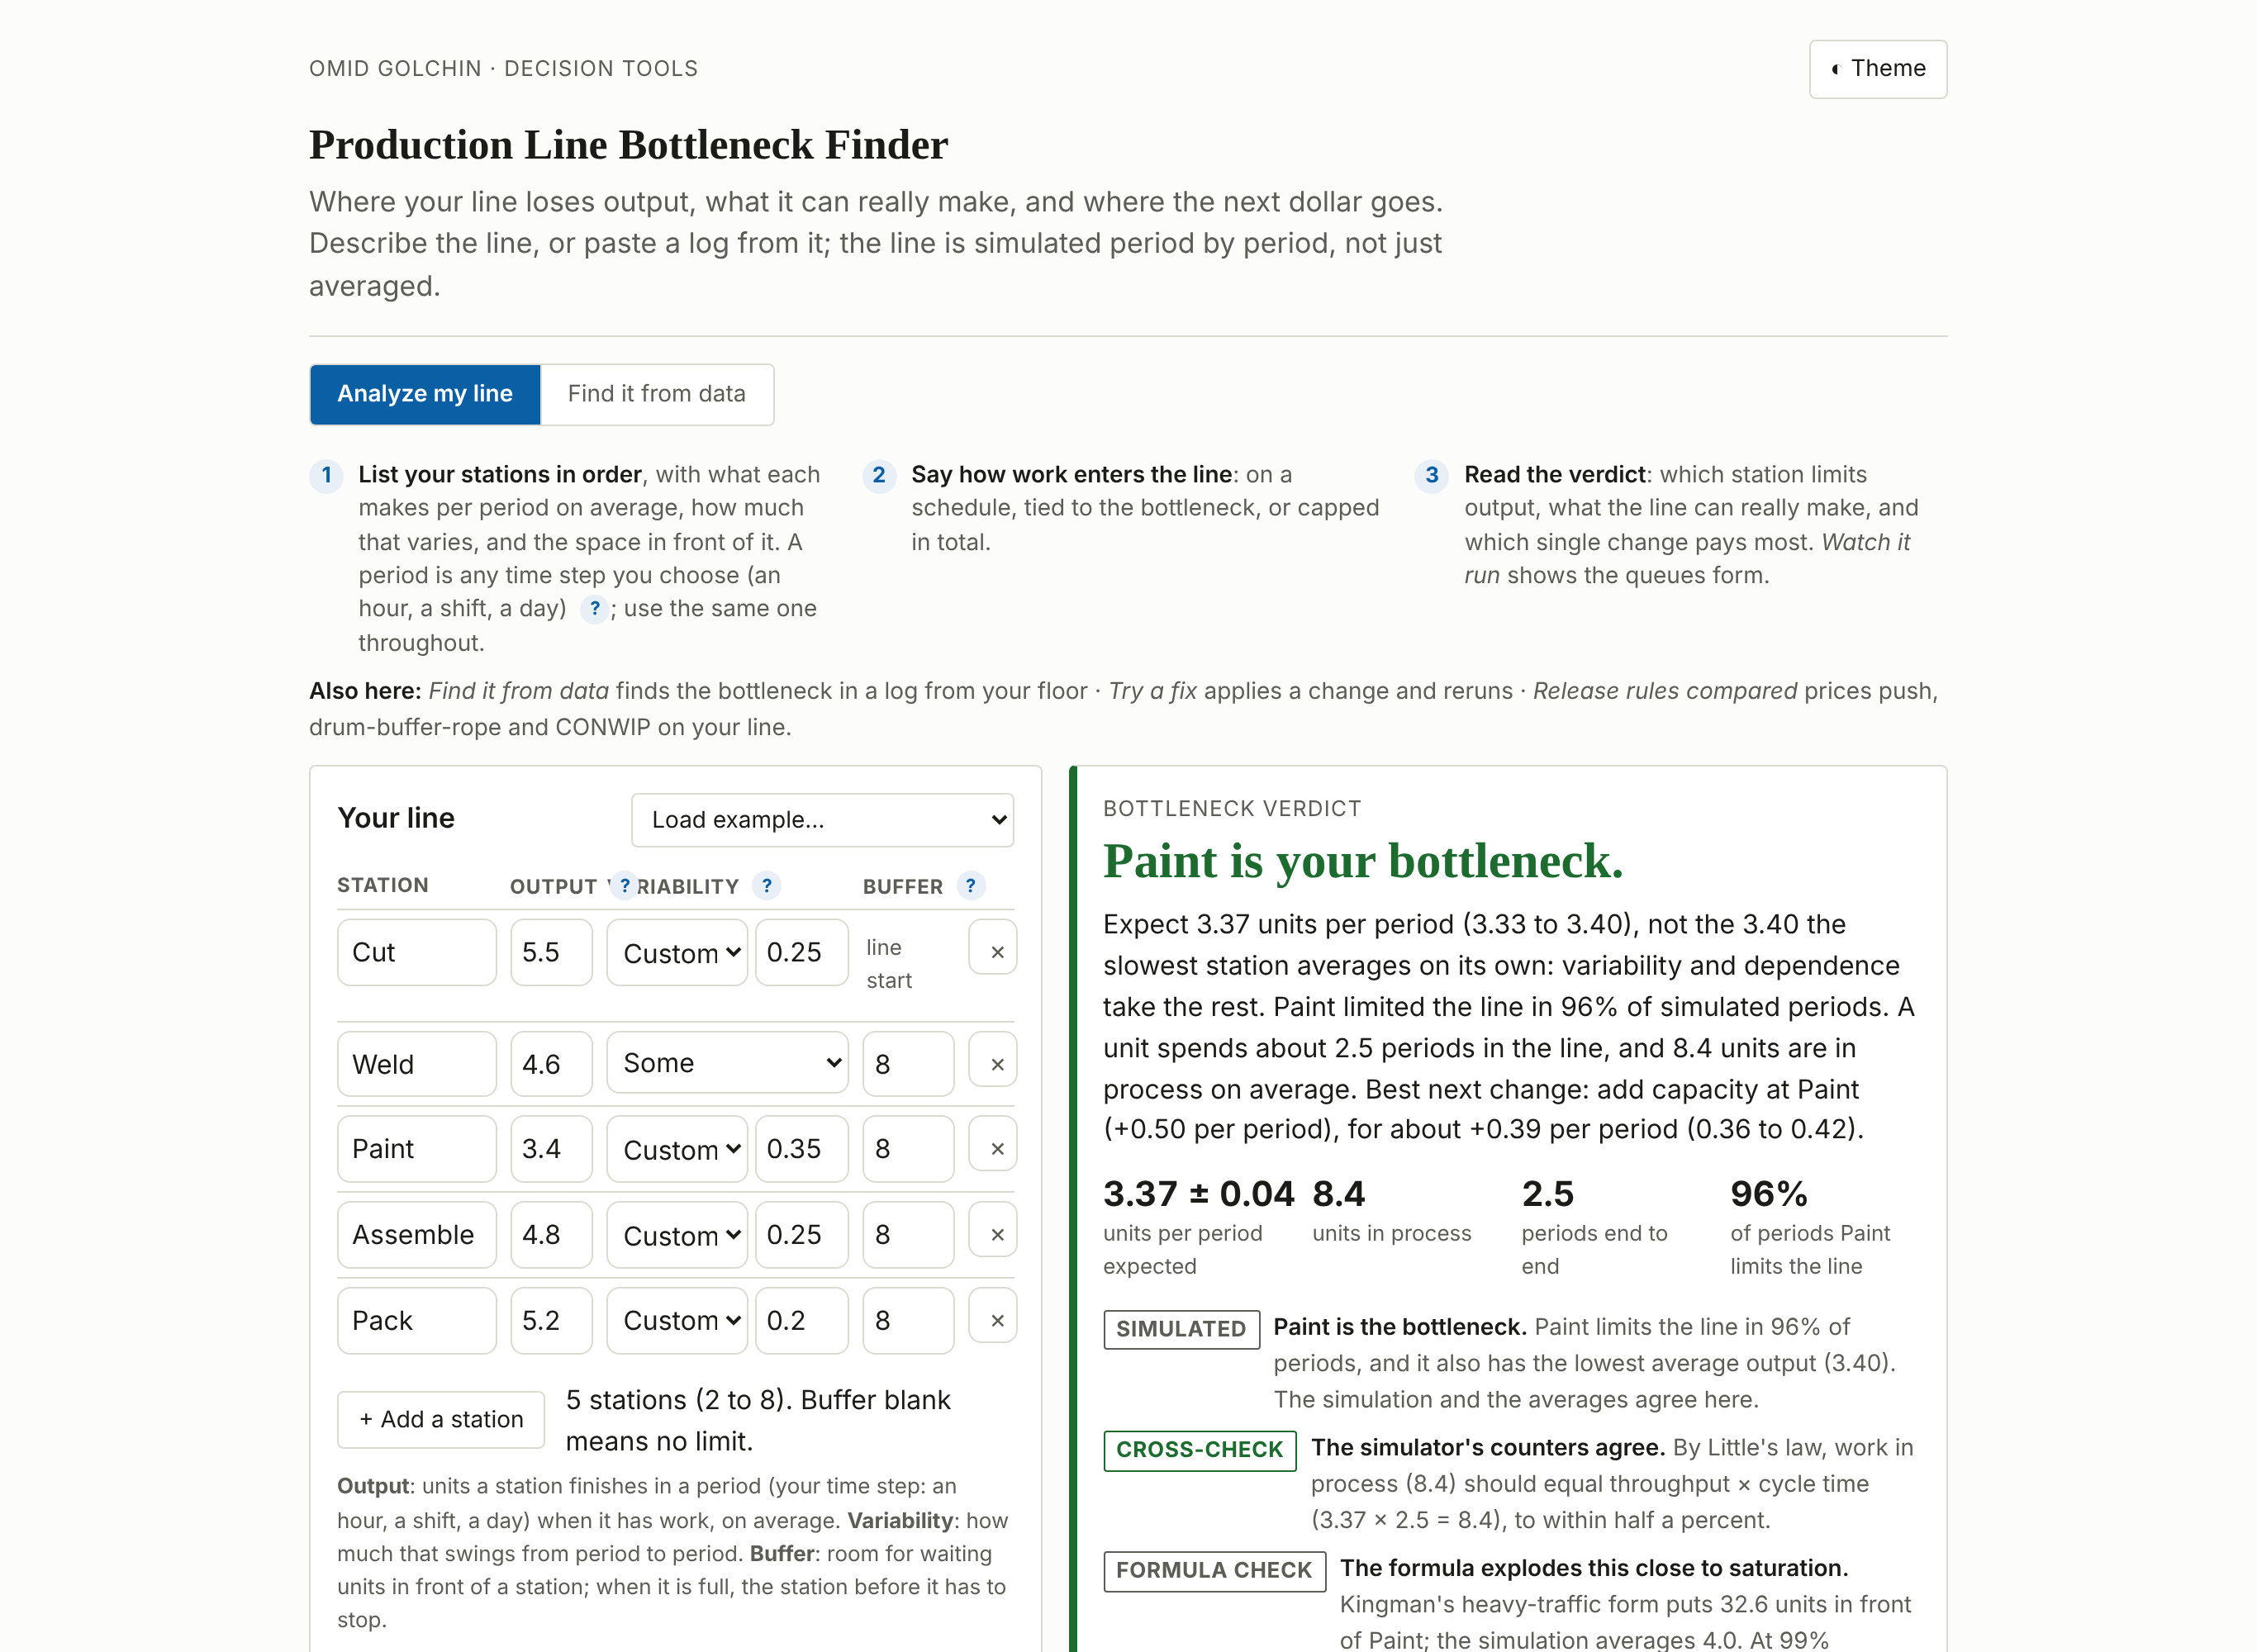 OMID GOLCHIN · DECISION TOOLS
Theme
Production Line Bottleneck Finder
Where your line loses output, what it can really make, and where the next dollar goes.
Describe the line, or paste a log from it; the line is simulated period by period, not just
averaged.
Analyze my line
Find it from data
1 List your stations in order, with what each
makes per period on average, how much
that varies, and the space in front of it. A
period is any time step you choose (an
hour, a shift, a day) ?; use the same one
throughout.
2 Say how work enters the line: on a
schedule, tied to the bottleneck, or capped
in total.
3 Read the verdict: which station limits
output, what the line can really make, and
which single change pays most. Watch it
run shows the queues form.
Also here: Find it from data finds the bottleneck in a log from your floor · Try a fix applies a change and reruns · Release rules compared prices push,
drum-buffer-rope and CONWIP on your line.
Your line
Load example...
STATION OUTPUT ? RIABILITY ? BUFFER ?
Cut 5.5 Custom 0.25 line
start ×
Weld 4.6 Some 8 ×
Paint 3.4 Custom 0.35 8 ×
Assemble 4.8 Custom 0.25 8 ×
Pack 5.2 Custom 0.2 8 ×
+ Add a station
5 stations (2 to 8). Buffer blank
means no limit.
Output: units a station finishes in a period (your time step: an
hour, a shift, a day) when it has work, on average. Variability: how
much that swings from period to period. Buffer: room for waiting
units in front of a station; when it is full, the station before it has to
stop.
BOTTLENECK VERDICT
Paint is your bottleneck.
Expect 3.37 units per period (3.33 to 3.40), not the 3.40 the
slowest station averages on its own: variability and dependence
take the rest. Paint limited the line in 96% of simulated periods. A
unit spends about 2.5 periods in the line, and 8.4 units are in
process on average. Best next change: add capacity at Paint
(+0.50 per period), for about +0.39 per period (0.36 to 0.42).
3.37 ± 0.04
units per period
expected
8.4
units in process
2.5
periods end to
end
96%
of periods Paint
limits the line
SIMULATED Paint is the bottleneck. Paint limits the line in 96% of
periods, and it also has the lowest average output (3.40).
The simulation and the averages agree here.
CROSS-CHECK The simulator's counters agree. By Little's law, work in
process (8.4) should equal throughput × cycle time
(3.37 × 2.5 = 8.4), to within half a percent.
FORMULA CHECK The formula explodes this close to saturation.
Kingman's heavy-traffic form puts 32.6 units in front
of Paint; the simulation averages 4.0. At 99%